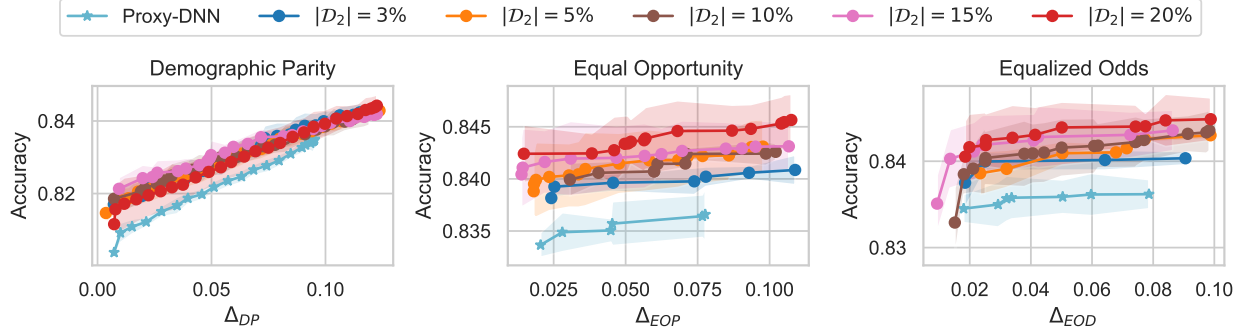 Proxy-DNN |𝒟₂| = 3% |𝒟₂| = 5% |𝒟₂| = 10% |𝒟₂| = 15% |𝒟₂| = 20%
Demographic Parity
Accuracy
0.84
0.82
0.00 0.05 0.10
Δ_DP
Equal Opportunity
Accuracy
0.845
0.840
0.835
0.025 0.050 0.075 0.100
Δ_EOP
Equalized Odds
Accuracy
0.84
0.83
0.02 0.04 0.06 0.08 0.10
Δ_EOD